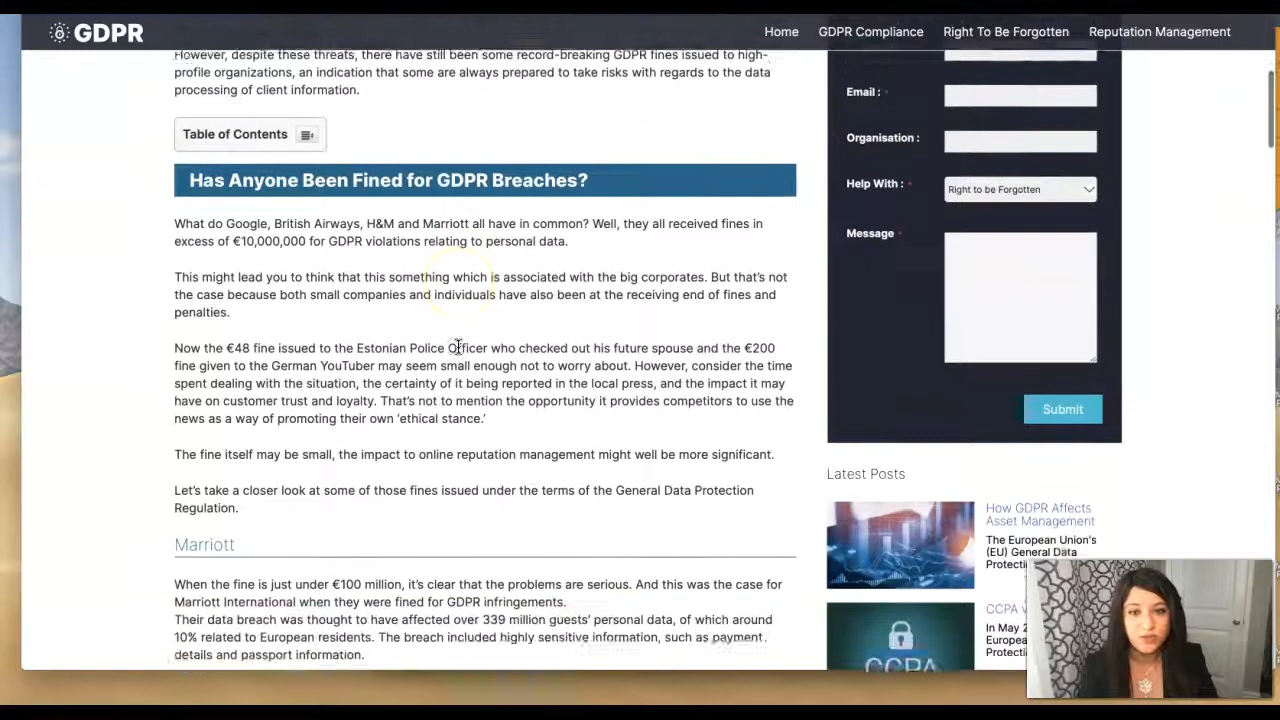 GDPR
Home
GDPR Compliance
Right To Be Forgotten
Reputation Management
However, despite these threats, there have still been some record-breaking GDPR fines issued to high-
profile organizations, an indication that some are always prepared to take risks with regards to the data
processing of client information.
Table of Contents
Has Anyone Been Fined for GDPR Breaches?
What do Google, British Airways, H&M and Marriott all have in common? Well, they all received fines in
excess of €10,000,000 for GDPR violations relating to personal data.
This might lead you to think that this something which is associated with the big corporates. But that's not
the case because both small companies and individuals have also been at the receiving end of fines and
penalties.
Now the €48 fine issued to the Estonian Police Officer who checked out his future spouse and the €200
fine given to the German YouTuber may seem small enough not to worry about. However, consider the time
spent dealing with the situation, the certainty of it being reported in the local press, and the impact it may
have on customer trust and loyalty. That's not to mention the opportunity it provides competitors to use the
news as a way of promoting their own 'ethical stance.'
The fine itself may be small, the impact to online reputation management might well be more significant.
Let's take a closer look at some of those fines issued under the terms of the General Data Protection
Regulation.
Marriott
When the fine is just under €100 million, it's clear that the problems are serious. And this was the case for
Marriott International when they were fined for GDPR infringements.
Their data breach was thought to have affected over 339 million guests' personal data, of which around
10% related to European residents. The breach included highly sensitive information, such as payment
details and passport information.
Email : *
Organisation :
Help With : *
Right to be Forgotten
Message *
Submit
Latest Posts
How GDPR Affects
Asset Management
The European Union's
(EU) General Data
Protecti
CCPA v
In May 2
Europea
Protecti
CCPA